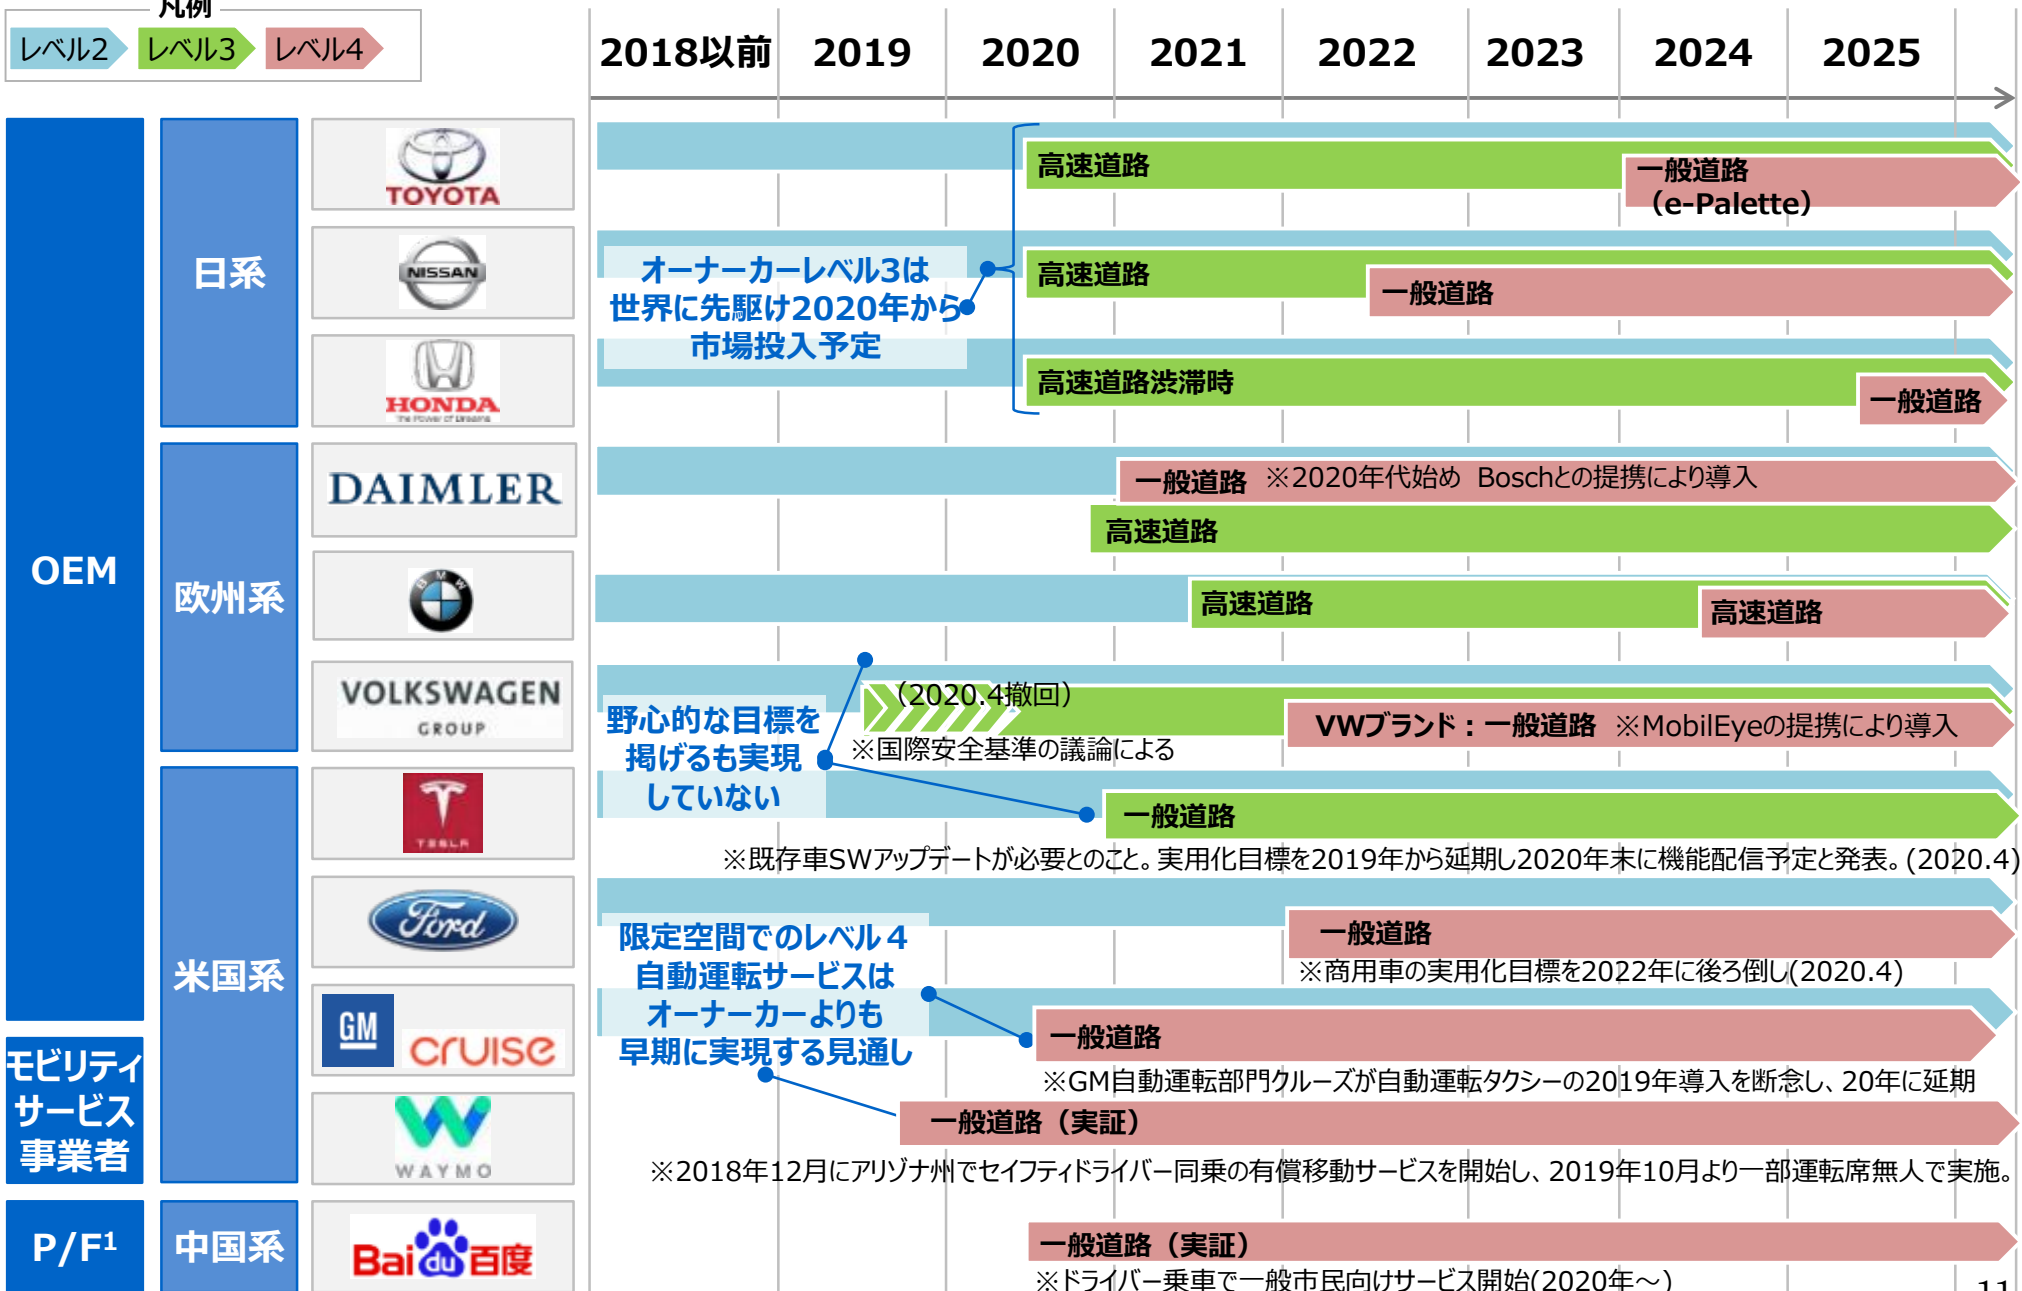 凡例
レベル2 レベル3 レベル4
2018以前 2019 2020 2021 2022 2023 2024 2025
OEM
日系
TOYOTA
高速道路
一般道路
（e-Palette）
NISSAN
オーナーカーレベル3は
世界に先駆け2020年から
市場投入予定
高速道路
一般道路
HONDA
The Power of Dreams
高速道路渋滞時
一般道路
欧州系
DAIMLER
一般道路 ※2020年代始め Boschとの提携により導入
高速道路
BMW
高速道路
高速道路
VOLKSWAGEN
GROUP
（2020.4撤回）
※国際安全基準の議論による
VWブランド：一般道路 ※MobilEyeの提携により導入
野心的な目標を
掲げるも実現
していない
米国系
TESLA
一般道路
※既存車SWアップデートが必要とのこと。実用化目標を2019年から延期し2020年末に機能配信予定と発表。(2020.4)
Ford
一般道路
※商用車の実用化目標を2022年に後ろ倒し(2020.4)
限定空間でのレベル４
自動運転サービスは
オーナーカーよりも
早期に実現する見通し
GM cruise
一般道路
※GM自動運転部門クルーズが自動運転タクシーの2019年導入を断念し、20年に延期
モビリティ
サービス
事業者
WAYMO
一般道路（実証）
※2018年12月にアリゾナ州でセイフティドライバー同乗の有償移動サービスを開始し、2019年10月より一部運転席無人で実施。
P/F1
中国系
Bai du 百度
一般道路（実証）
※ドライバー乗車で一般市民向けサービス開始(2020年～)
11